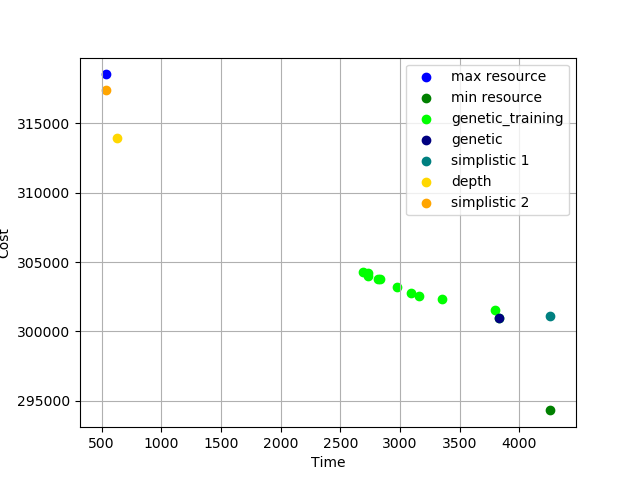 315000
310000
305000
300000
295000
Cost
500
1000
1500
2000
2500
3000
3500
4000
Time
max resource
min resource
genetic_training
genetic
simplistic 1
depth
simplistic 2